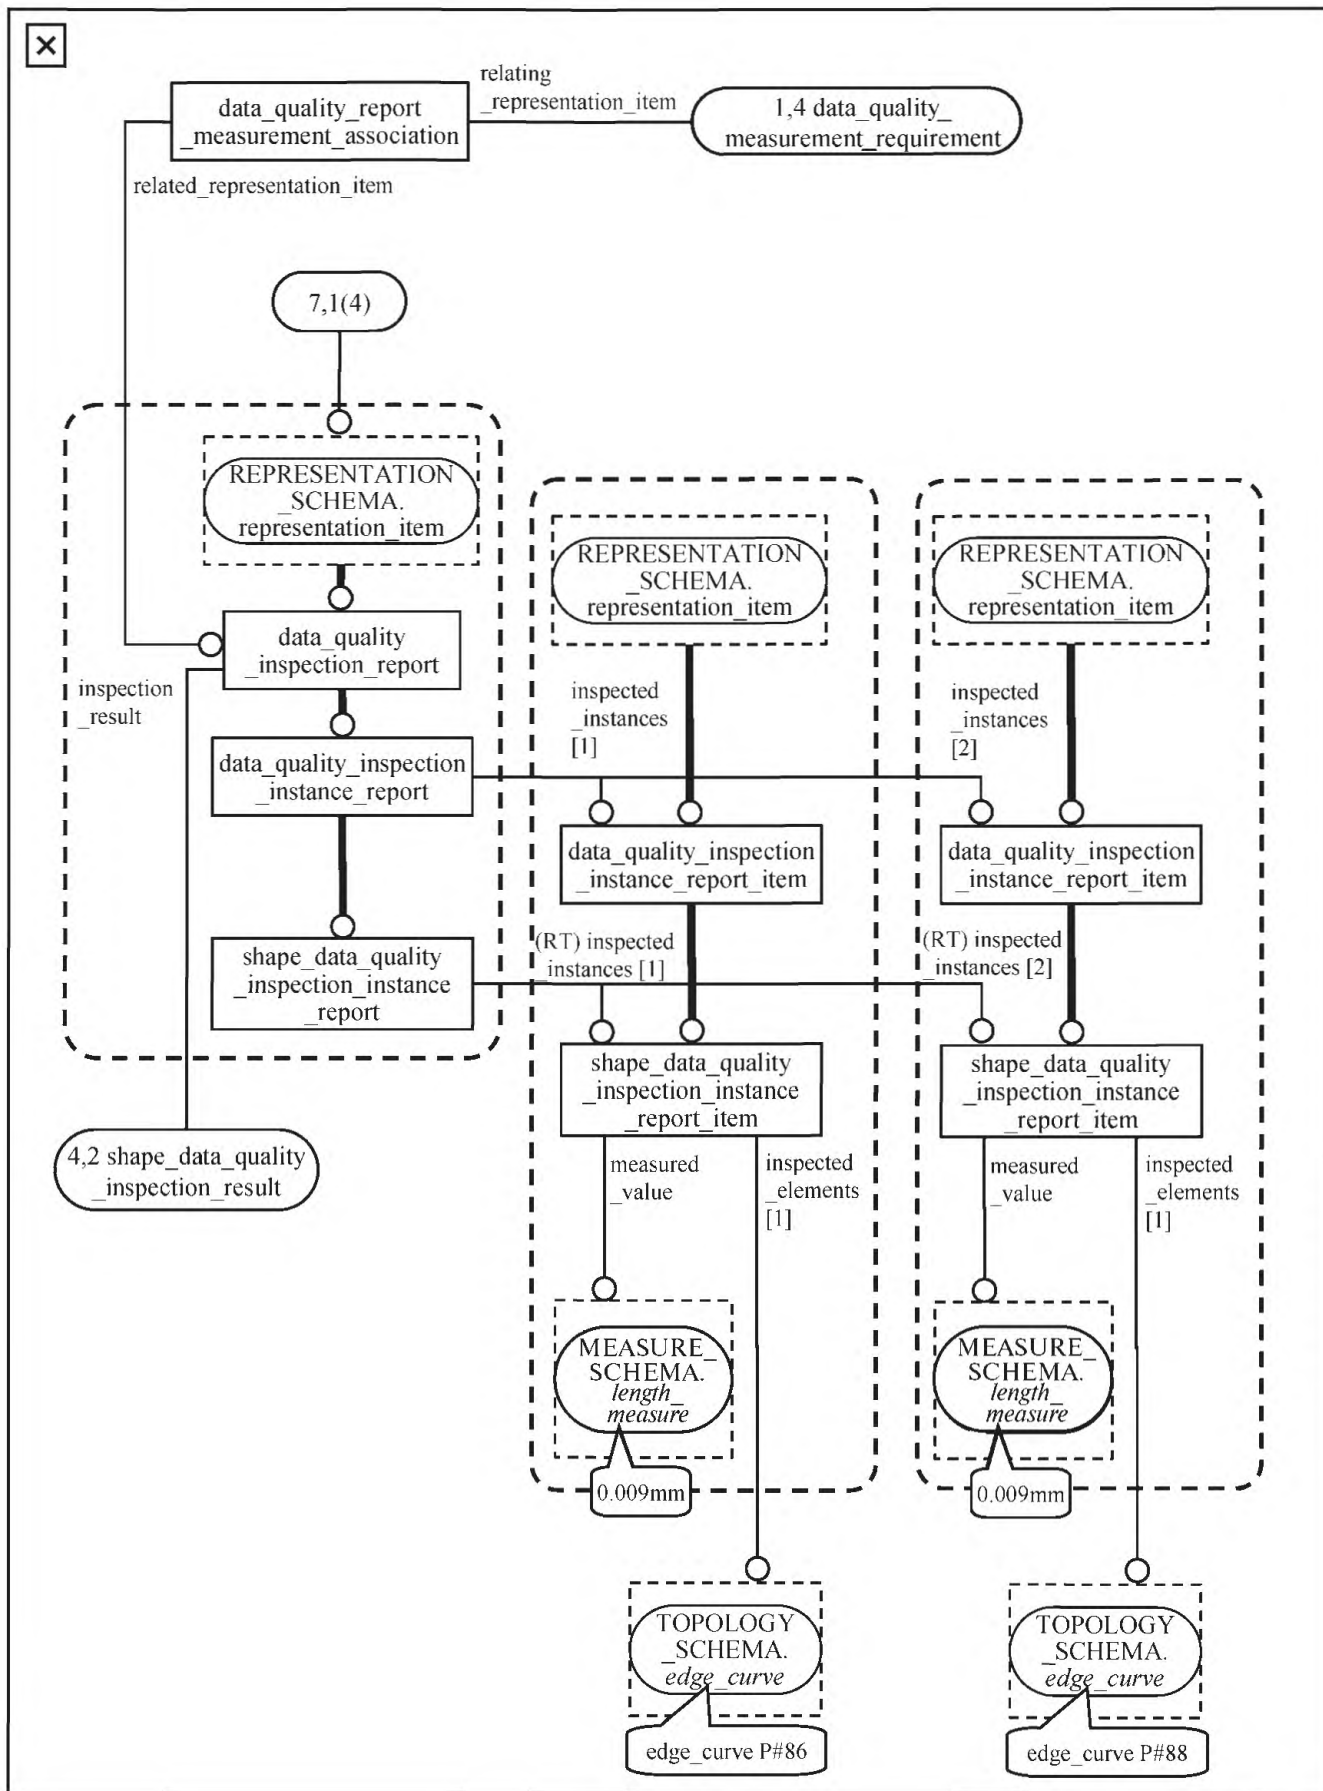 relating
_representation_item
data_quality_report
_measurement_association
1,4 data_quality_
measurement_requirement
related_representation_item
7,1(4)
REPRESENTATION
_SCHEMA.
representation_item
REPRESENTATION
_SCHEMA.
representation_item
REPRESENTATION
_SCHEMA.
representation_item
data_quality
_inspection_report
inspection
_result
inspected
_instances
[1]
inspected
_instances
[2]
data_quality_inspection
_instance_report
data_quality_inspection
_instance_report_item
data_quality_inspection
_instance_report_item
(RT) inspected
_instances [1]
(RT) inspected
_instances [2]
shape_data_quality
_inspection_instance
_report
shape_data_quality
_inspection_instance
_report_item
shape_data_quality
_inspection_instance
_report_item
4,2 shape_data_quality
_inspection_result
measured
_value
inspected
_elements
[1]
measured
_value
inspected
_elements
[1]
MEASURE_
SCHEMA.
length_
measure
MEASURE_
SCHEMA.
length_
measure
0.009mm
0.009mm
TOPOLOGY
_SCHEMA.
edge_curve
TOPOLOGY
_SCHEMA.
edge_curve
edge_curve P#86
edge_curve P#88